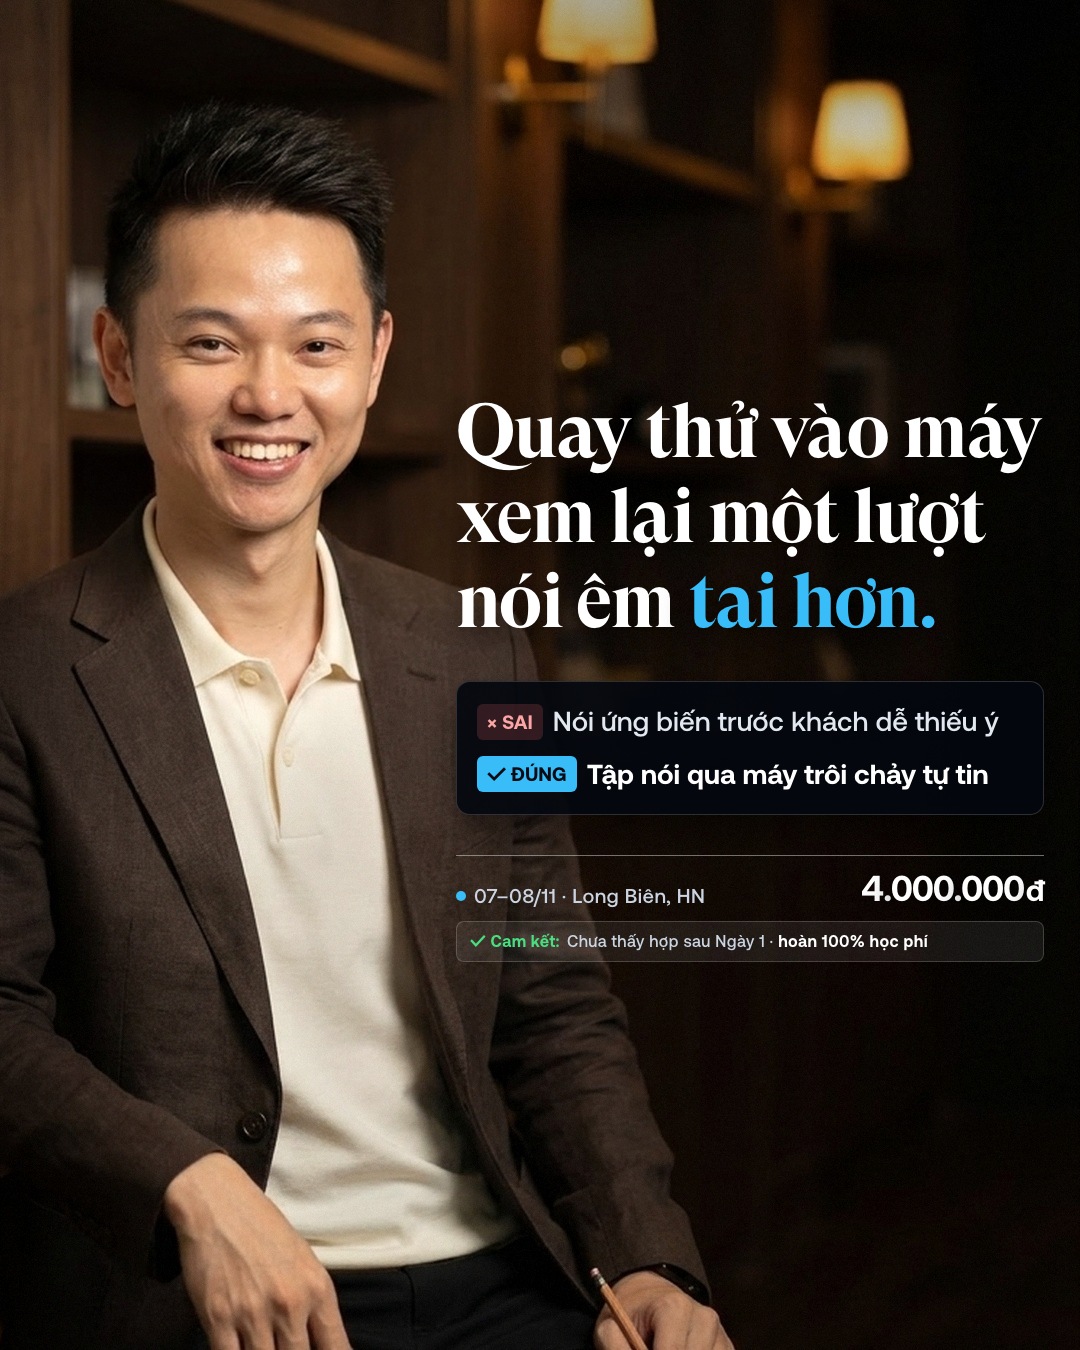 Quay thử vào máy
xem lại một lượt
nói êm tai hơn.
× SAI Nói ứng biến trước khách dễ thiếu ý
✓ ĐÚNG Tập nói qua máy trôi chảy tự tin
07–08/11 · Long Biên, HN
4.000.000đ
✓ Cam kết: Chưa thấy hợp sau Ngày 1 · hoàn 100% học phí